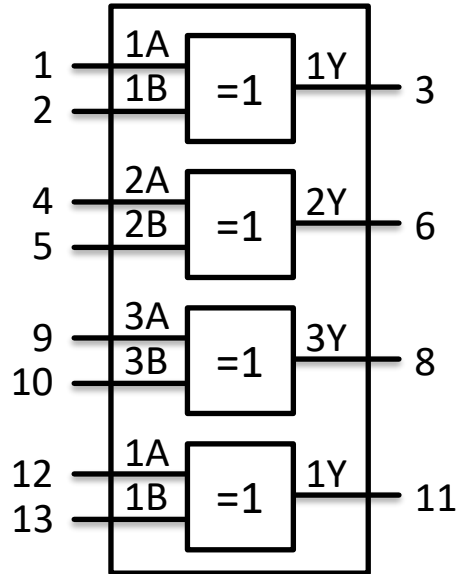 1 1A =1 1Y 3
2 1B
4 2A =1 2Y 6
5 2B
9 3A =1 3Y 8
10 3B
12 1A =1 1Y 11
13 1B